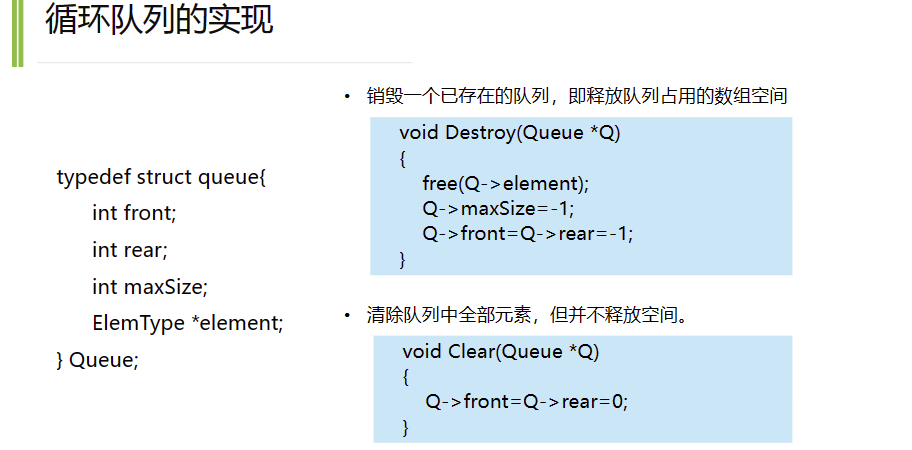 循环队列的实现
typedef struct queue{
int front;
int rear;
int maxSize;
ElemType *element;
} Queue;
• 销毁一个已存在的队列，即释放队列占用的数组空间
void Destroy(Queue *Q)
{
free(Q->element);
Q->maxSize=-1;
Q->front=Q->rear=-1;
}
• 清除队列中全部元素，但并不释放空间。
void Clear(Queue *Q)
{
Q->front=Q->rear=0;
}